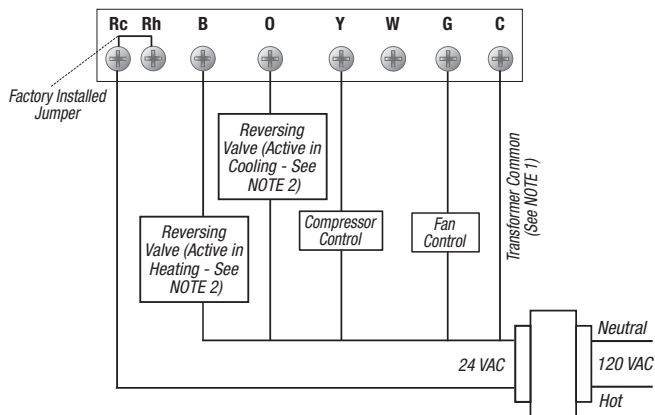 Rc Rh B O Y W G C
Factory Installed
Jumper
Reversing
Valve (Active in
Cooling - See
NOTE 2)
Reversing
Valve (Active in
Heating - See
NOTE 2)
Compressor
Control
Fan
Control
Transformer Common
(See NOTE 1)
24 VAC
Neutral
120 VAC
Hot